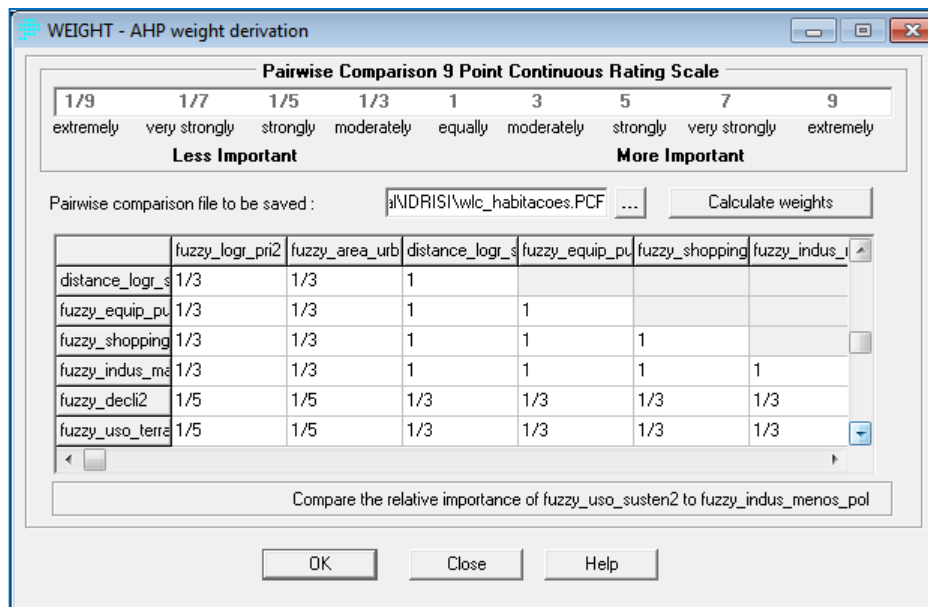 WEIGHT - AHP weight derivation
Pairwise Comparison 9 Point Continuous Rating Scale
1/9 1/7 1/5 1/3 1 3 5 7 9
extremely very strongly strongly moderately equally moderately strongly very strongly extremely
Less Important More Important
Pairwise comparison file to be saved : al\IDRISI\wlc_habitacoes.PCF ... Calculate weights
fuzzy_logr_pri2 fuzzy_area_urb distance_logr_s fuzzy_equip_pu fuzzy_shopping fuzzy_indus_
distance_logr_s 1/3 1/3 1
fuzzy_equip_pu 1/3 1/3 1 1
fuzzy_shopping 1/3 1/3 1 1 1
fuzzy_indus_me 1/3 1/3 1 1 1 1
fuzzy_decli2 1/5 1/5 1/3 1/3 1/3 1/3
fuzzy_uso_terra 1/5 1/5 1/3 1/3 1/3 1/3
Compare the relative importance of fuzzy_uso_susten2 to fuzzy_indus_menos_pol
OK Close Help